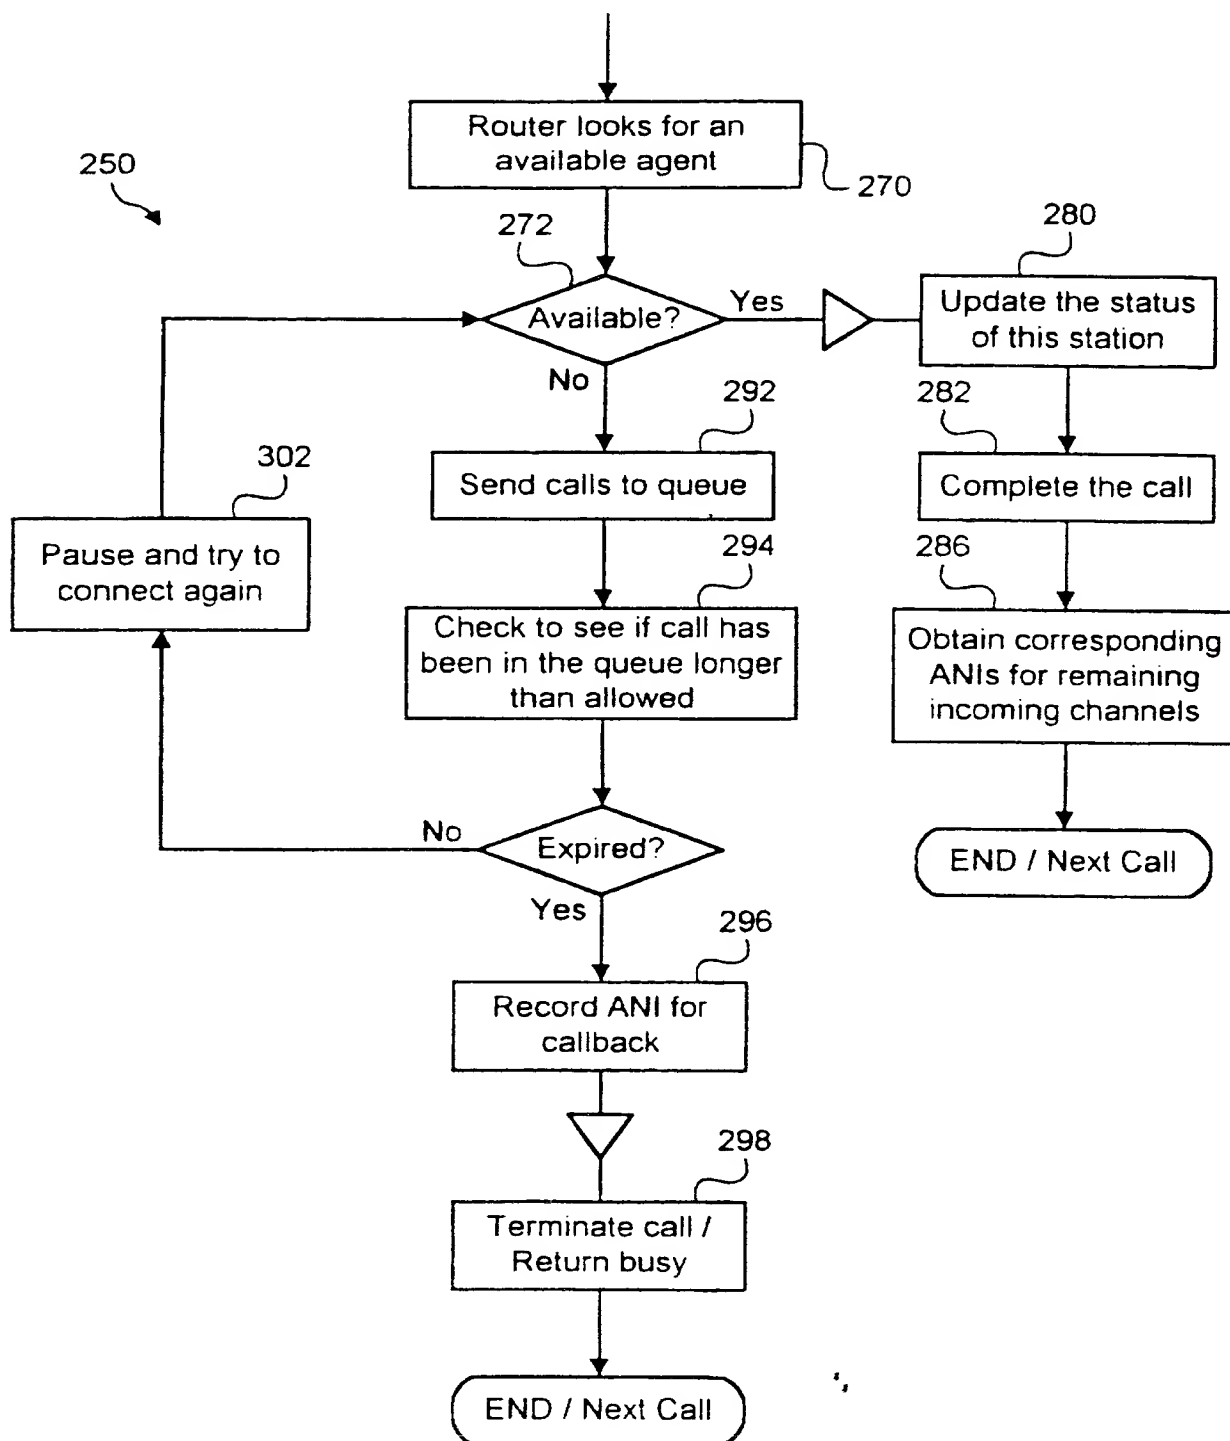 Router looks for an
available agent
270
250
272
280
Available?
Yes
Update the status
of this station
No
292
282
302
Send calls to queue
Complete the call
Pause and try to
connect again
294
286
Check to see if call has
been in the queue longer
than allowed
Obtain corresponding
ANIs for remaining
incoming channels
No
Expired?
END / Next Call
Yes
296
Record ANI for
callback
298
Terminate call /
Return busy
END / Next Call